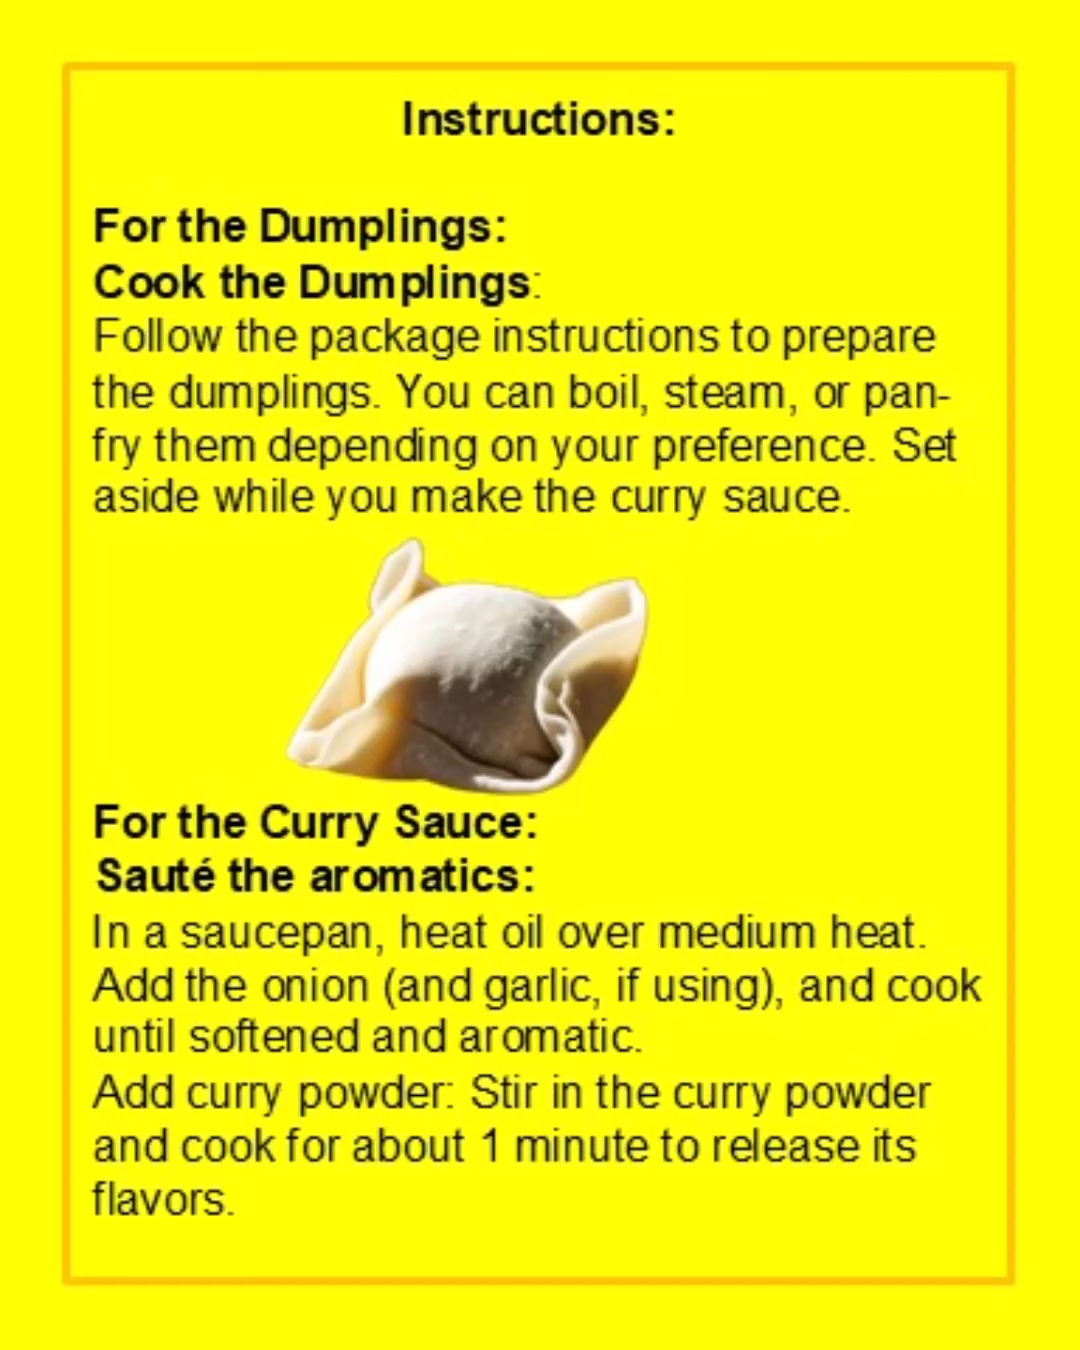 Instructions:
For the Dumplings:
Cook the Dumplings:
Follow the package instructions to prepare
the dumplings. You can boil, steam, or pan-
fry them depending on your preference. Set
aside while you make the curry sauce.
For the Curry Sauce:
Sauté the aromatics:
In a saucepan, heat oil over medium heat.
Add the onion (and garlic, if using), and cook
until softened and aromatic.
Add curry powder: Stir in the curry powder
and cook for about 1 minute to release its
flavors.